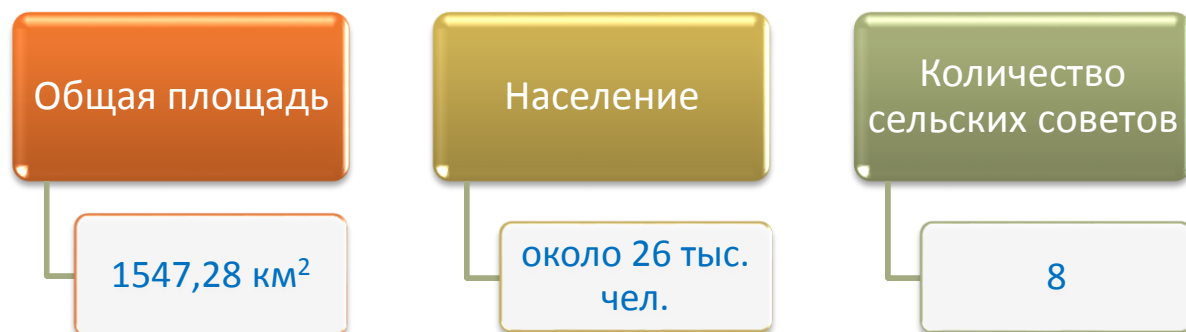 Общая площадь
1547,28 км²
Население
около 26 тыс.
чел.
Количество
сельских советов
8